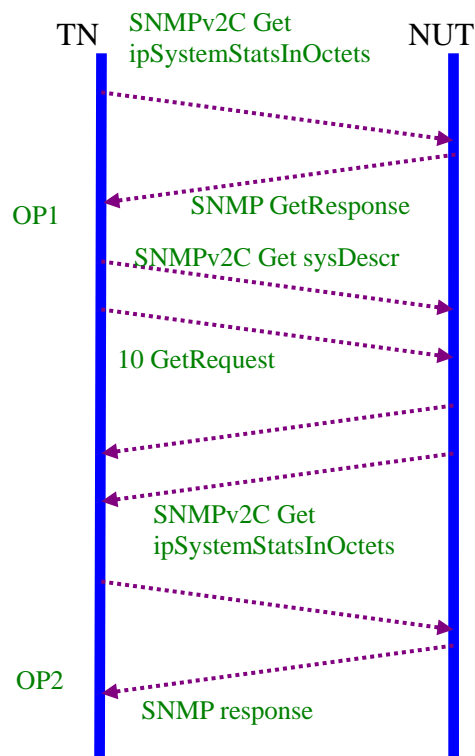 TN
SNMPv2C Get
ipSystemStatsInOctets
NUT
SNMP GetResponse
OP1
SNMPv2C Get sysDescr
10 GetRequest
SNMPv2C Get
ipSystemStatsInOctets
OP2
SNMP response